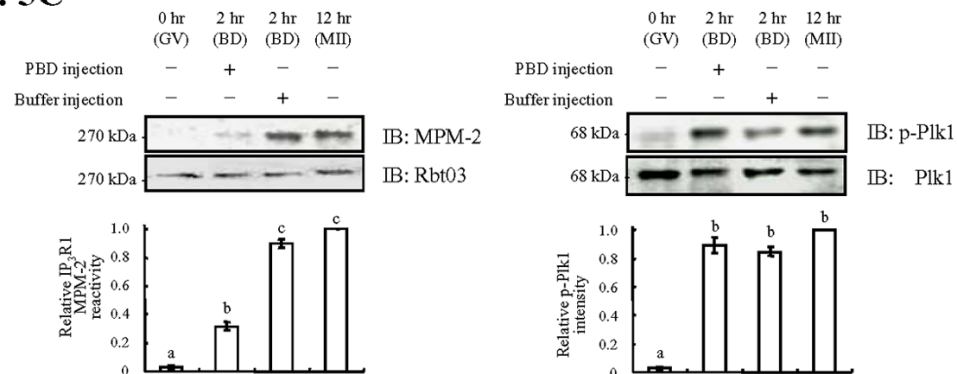 . 5C
0 hr 2 hr 2 hr 12 hr
(GV) (BD) (BD) (MII)
PBD injection − + − −
Buffer injection − − + −
270 kDa IB: MPM-2
270 kDa IB: Rbt03
Relative IP3R1
MPM-2
reactivity
1.0
0.8
0.6
0.4
0.2
0
a
b
c
c
0 hr 2 hr 2 hr 12 hr
(GV) (BD) (BD) (MII)
PBD injection − + − −
Buffer injection − − + −
68 kDa IB: p-Plk1
68 kDa IB: Plk1
Relative p-Plk1
intensity
1.0
0.8
0.6
0.4
0.2
0
a
b
b
b